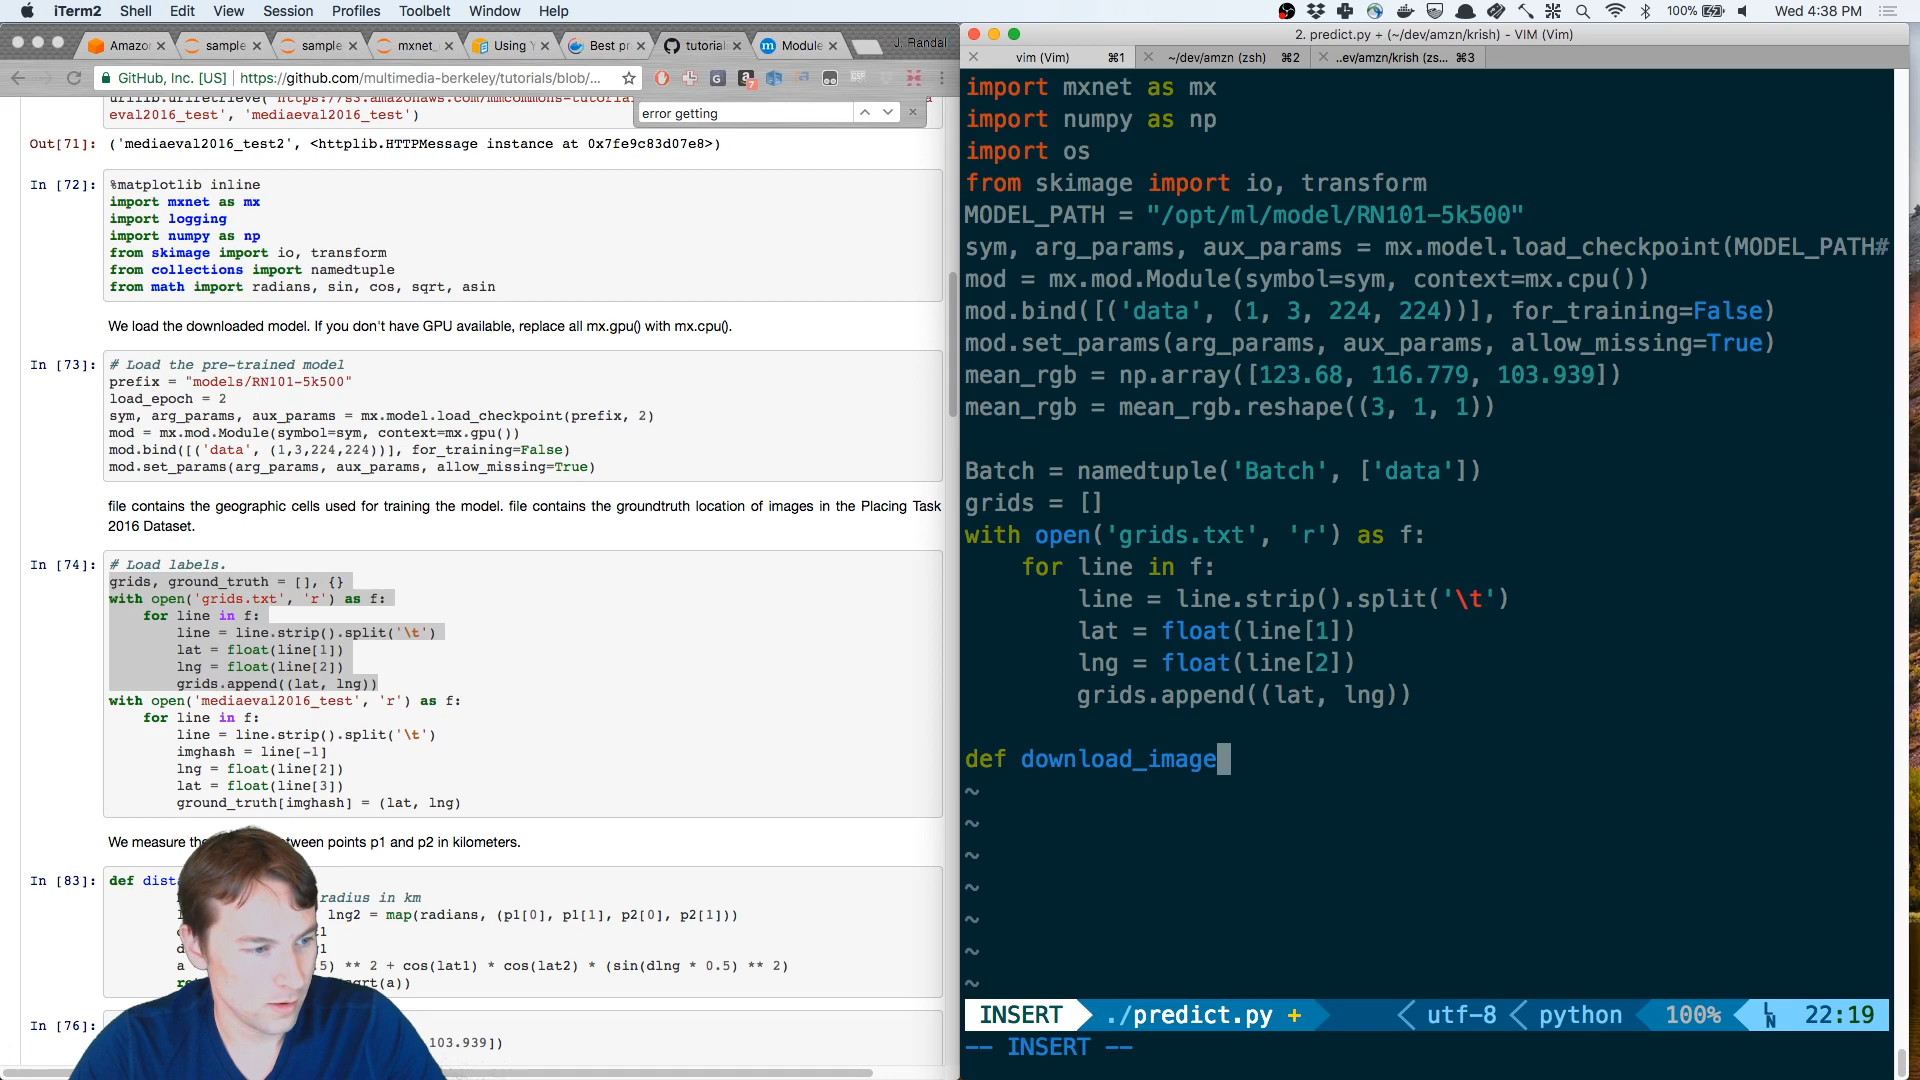 iTerm2 Shell Edit View Session Profiles Toolbelt Window Help
100% Wed 4:38 PM
Amazon sample sample mxnet Using Y Best pr tutorial Module J. Randal
GitHub, Inc. [US] https://github.com/multimedia-berkeley/tutorials/blob/...
error getting
eval2016_test', 'mediaeval2016_test')
Out[71]: ('mediaeval2016_test2', <httplib.HTTPMessage instance at 0x7fe9c83d07e8>)
In [72]: %matplotlib inline
import mxnet as mx
import logging
import numpy as np
from skimage import io, transform
from collections import namedtuple
from math import radians, sin, cos, sqrt, asin
We load the downloaded model. If you don't have GPU available, replace all mx.gpu() with mx.cpu().
In [73]: # Load the pre-trained model
prefix = "models/RN101-5k500"
load_epoch = 2
sym, arg_params, aux_params = mx.model.load_checkpoint(prefix, 2)
mod = mx.mod.Module(symbol=sym, context=mx.gpu())
mod.bind([('data', (1,3,224,224))], for_training=False)
mod.set_params(arg_params, aux_params, allow_missing=True)
file contains the geographic cells used for training the model. file contains the groundtruth location of images in the Placing Task
2016 Dataset.
In [74]: # Load labels.
grids, ground_truth = [], {}
with open('grids.txt', 'r') as f:
for line in f:
line = line.strip().split('\t')
lat = float(line[1])
lng = float(line[2])
grids.append((lat, lng))
with open('mediaeval2016_test', 'r') as f:
for line in f:
line = line.strip().split('\t')
imghash = line[-1]
lng = float(line[2])
lat = float(line[3])
ground_truth[imghash] = (lat, lng)
We measure the tween points p1 and p2 in kilometers.
In [83]: def dist
radius in km
lng2 = map(radians, (p1[0], p1[1], p2[0], p2[1]))
a .5) ** 2 + cos(lat1) * cos(lat2) * (sin(dlng * 0.5) ** 2)
qrt(a))
In [76]:
103.939])
2. predict.py + (~/dev/amzn/krish) - VIM (Vim)
vim (Vim) ⌘1 ~/dev/amzn (zsh) ⌘2 ..ev/amzn/krish (zs... ⌘3
import mxnet as mx
import numpy as np
import os
from skimage import io, transform
MODEL_PATH = "/opt/ml/model/RN101-5k500"
sym, arg_params, aux_params = mx.model.load_checkpoint(MODEL_PATH#
mod = mx.mod.Module(symbol=sym, context=mx.cpu())
mod.bind([('data', (1, 3, 224, 224))], for_training=False)
mod.set_params(arg_params, aux_params, allow_missing=True)
mean_rgb = np.array([123.68, 116.779, 103.939])
mean_rgb = mean_rgb.reshape((3, 1, 1))
Batch = namedtuple('Batch', ['data'])
grids = []
with open('grids.txt', 'r') as f:
for line in f:
line = line.strip().split('\t')
lat = float(line[1])
lng = float(line[2])
grids.append((lat, lng))
def download_image
~
~
~
~
~
~
~
INSERT ./predict.py + utf-8 python 100% LN 22:19
-- INSERT --